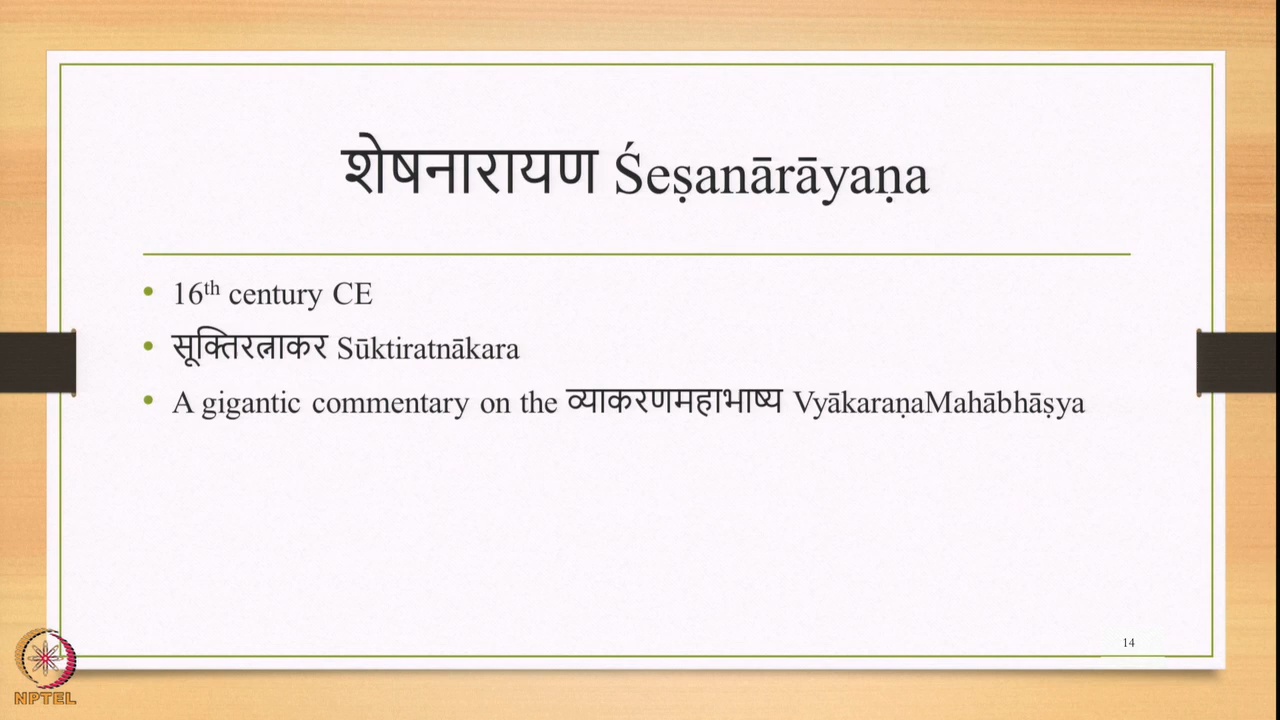 शेषनारायण Śeṣanārāyaṇa
• 16th century CE
• सूक्तिरत्नाकर Sūktiratnākara
• A gigantic commentary on the व्याकरणमहाभाष्य VyākaraṇaMahābhāṣya
14
NPTEL